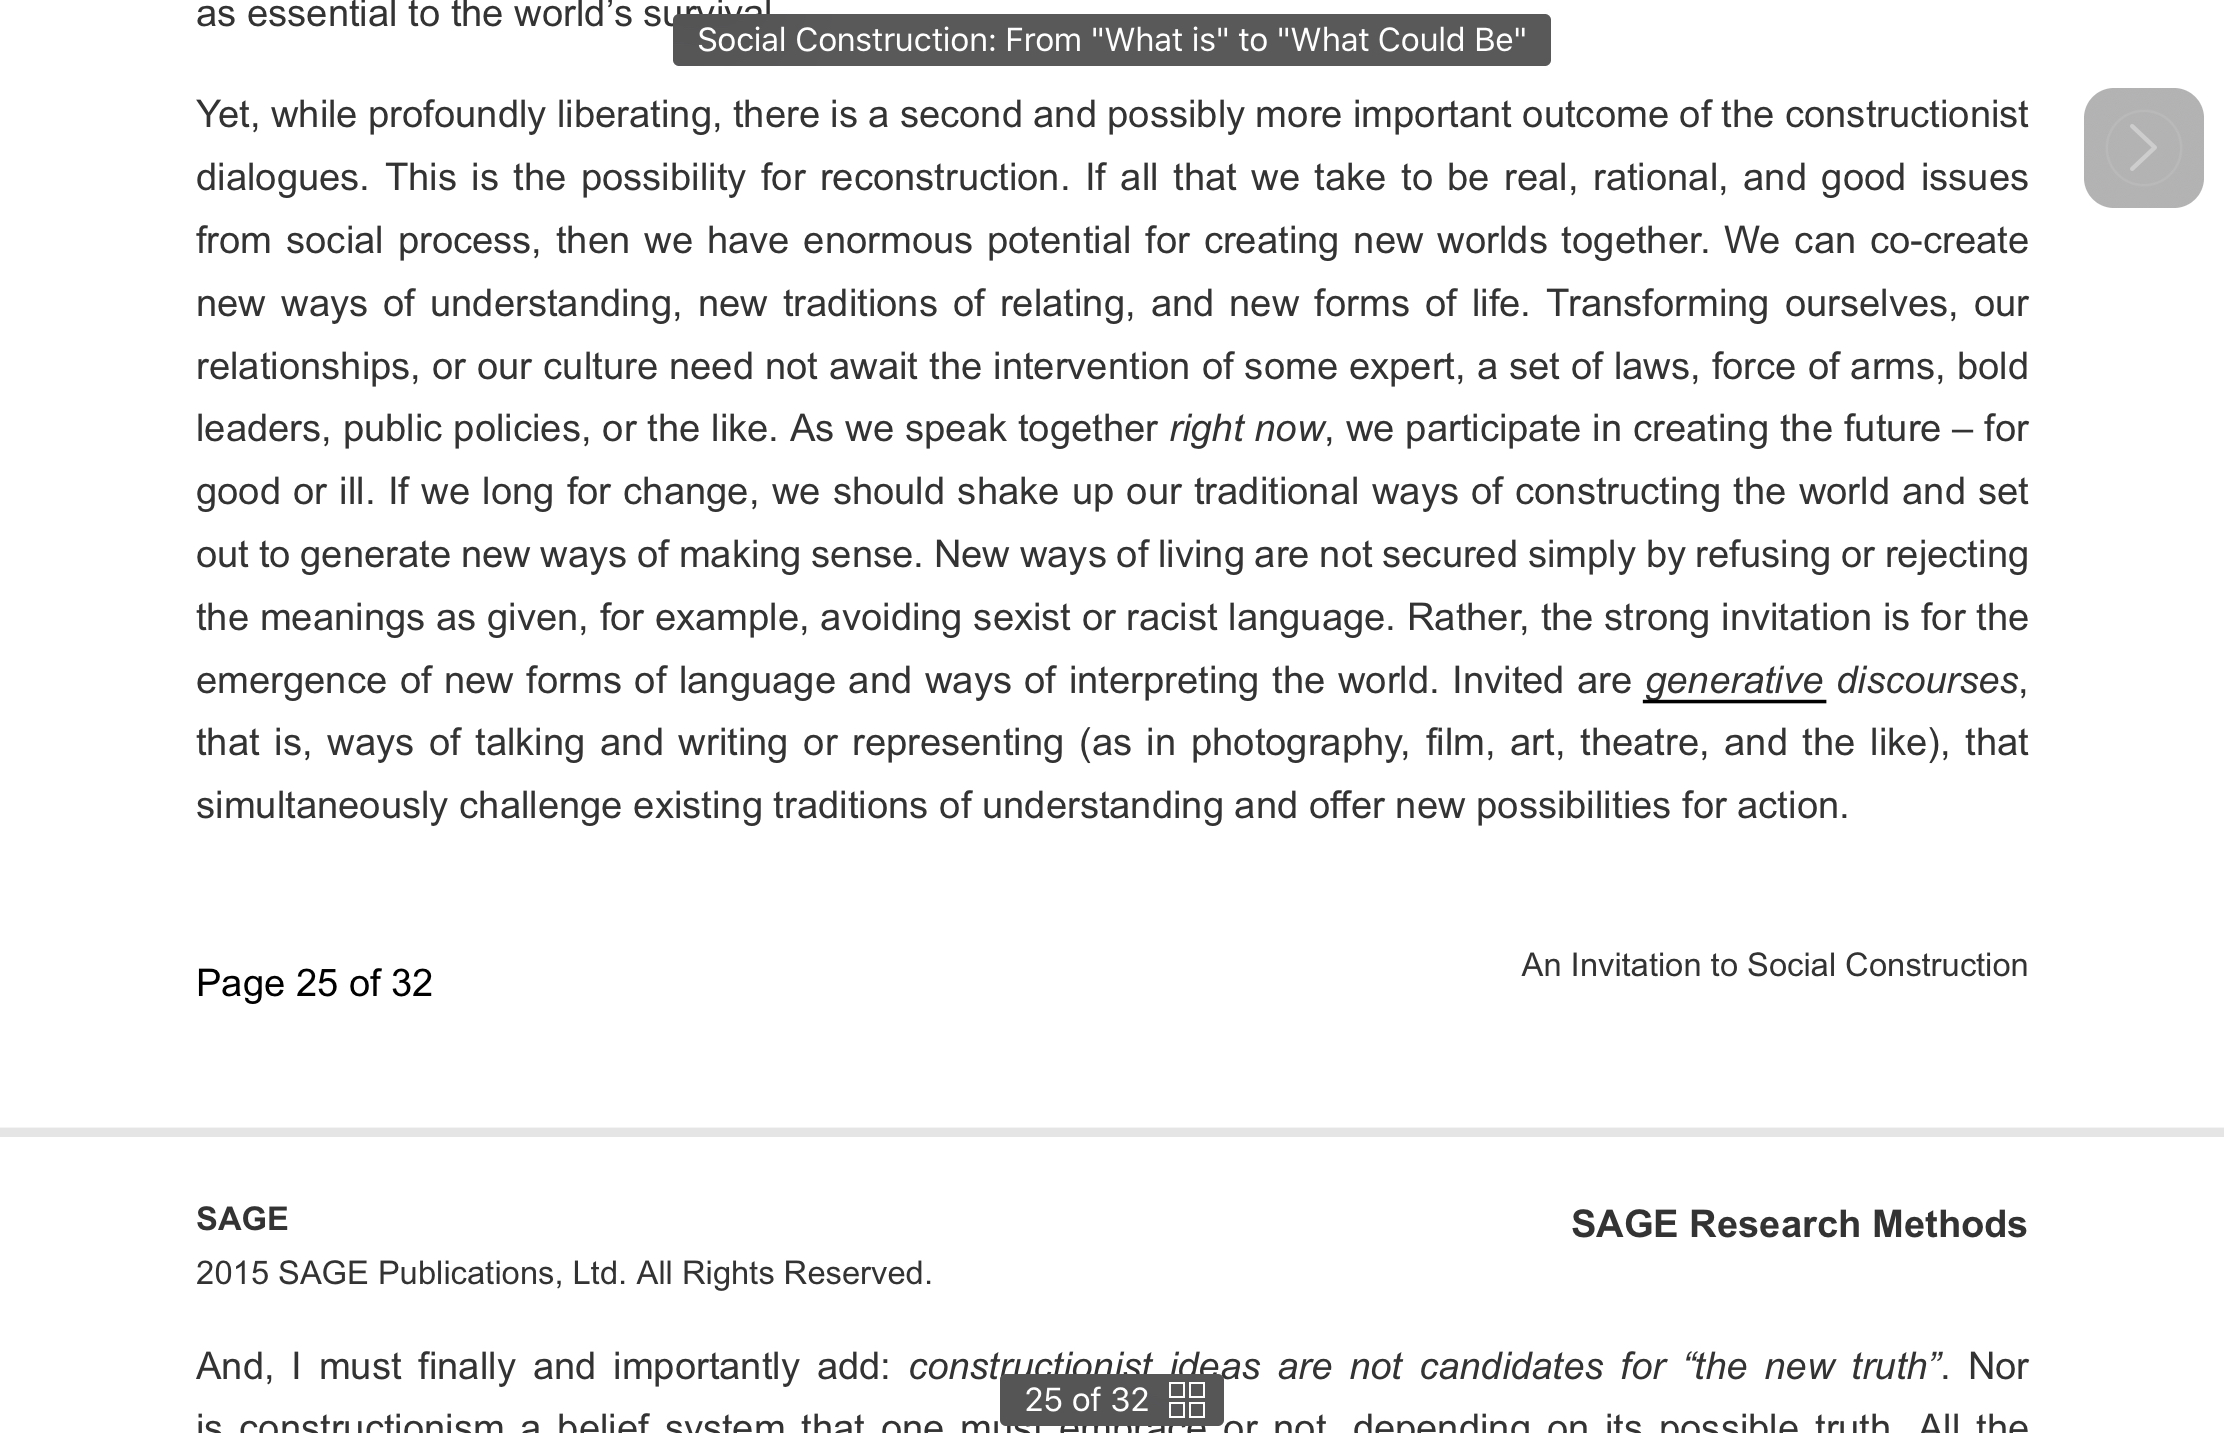 as essential to the world's
Social Construction: From "What is" to "What Could Be"
Yet, while profoundly liberating, there is a second and possibly more important outcome of the constructionist
dialogues. This is the possibility for reconstruction. If all that we take to be real, rational, and good issues
from social process, then we have enormous potential for creating new worlds together. We can co-create
new ways of understanding, new traditions of relating, and new forms of life. Transforming ourselves, our
relationships, or our culture need not await the intervention of some expert, a set of laws, force of arms, bold
leaders, public policies, or the like. As we speak together right now, we participate in creating the future – for
good or ill. If we long for change, we should shake up our traditional ways of constructing the world and set
out to generate new ways of making sense. New ways of living are not secured simply by refusing or rejecting
the meanings as given, for example, avoiding sexist or racist language. Rather, the strong invitation is for the
emergence of new forms of language and ways of interpreting the world. Invited are generative discourses,
that is, ways of talking and writing or representing (as in photography, film, art, theatre, and the like), that
simultaneously challenge existing traditions of understanding and offer new possibilities for action.
An Invitation to Social Construction
Page 25 of 32
SAGE
SAGE Research Methods
2015 SAGE Publications, Ltd. All Rights Reserved.
And, I must finally and importantly add: constructionist ideas are not candidates for “the new truth”. Nor
25 of 32
is constructionism a belief system that one must embrace or not, depending on its possible truth. All the